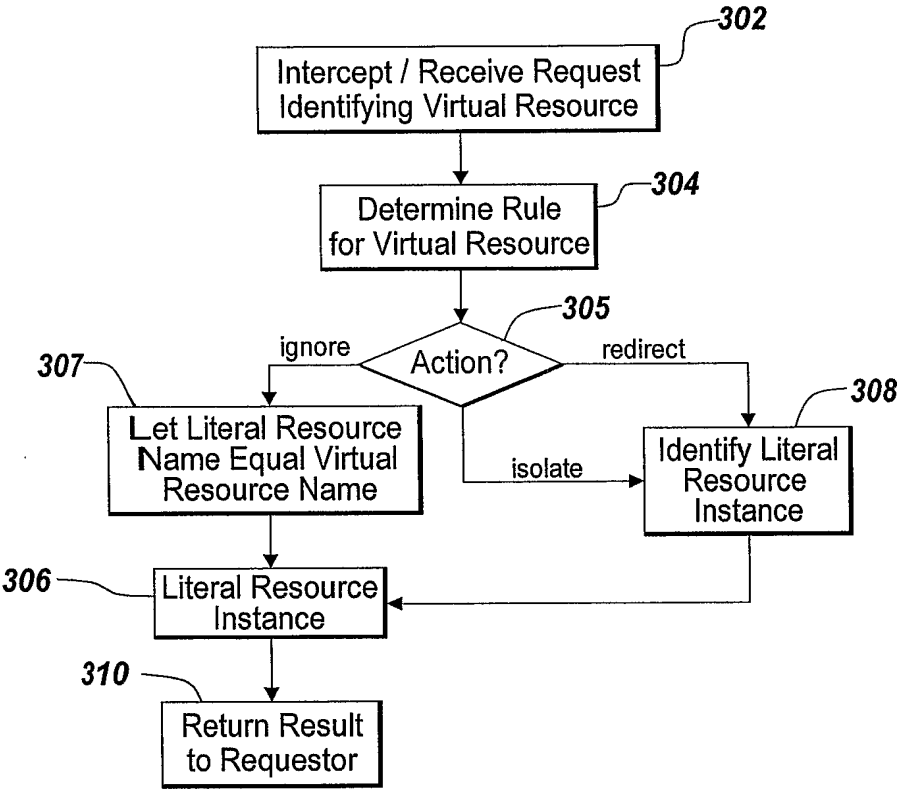 302
Intercept / Receive Request
Identifying Virtual Resource
304
Determine Rule
for Virtual Resource
305
Action?
ignore
redirect
isolate
307
Let Literal Resource
Name Equal Virtual
Resource Name
308
Identify Literal
Resource
Instance
306
Literal Resource
Instance
310
Return Result
to Requestor